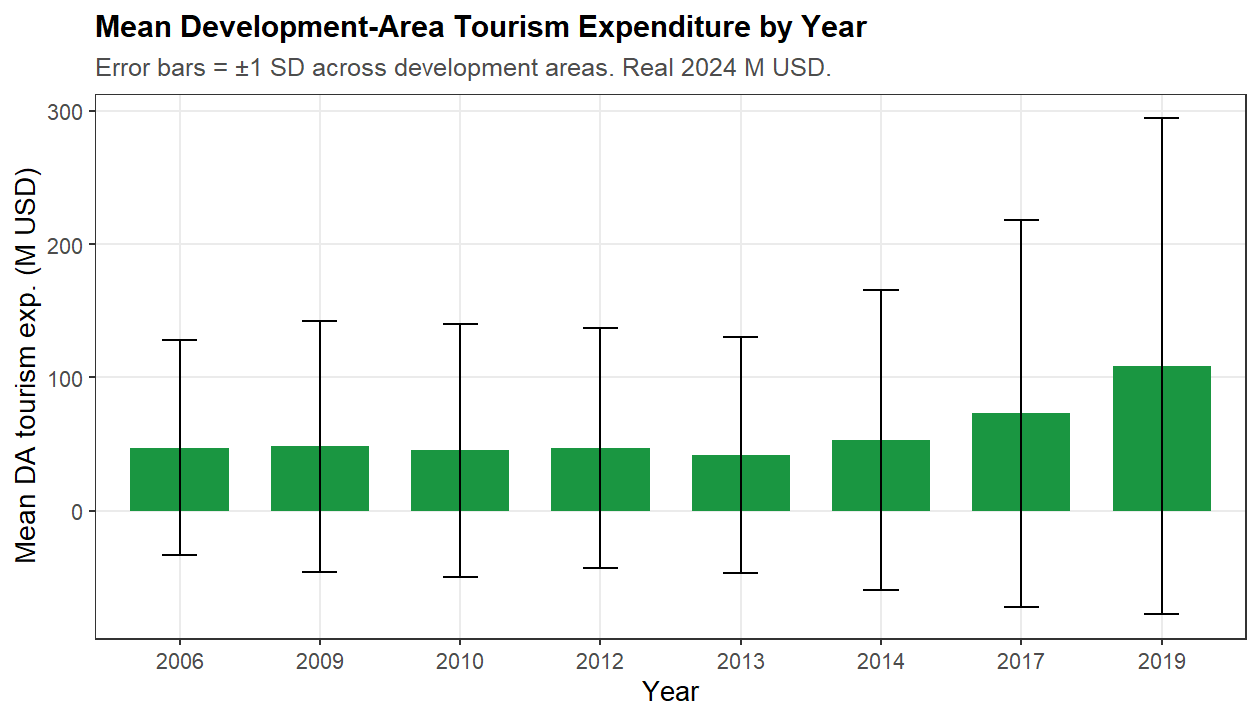 Mean Development-Area Tourism Expenditure by Year
Error bars = ±1 SD across development areas. Real 2024 M USD.
Mean DA tourism exp. (M USD)
300
200
100
0
2006 2009 2010 2012 2013 2014 2017 2019
Year